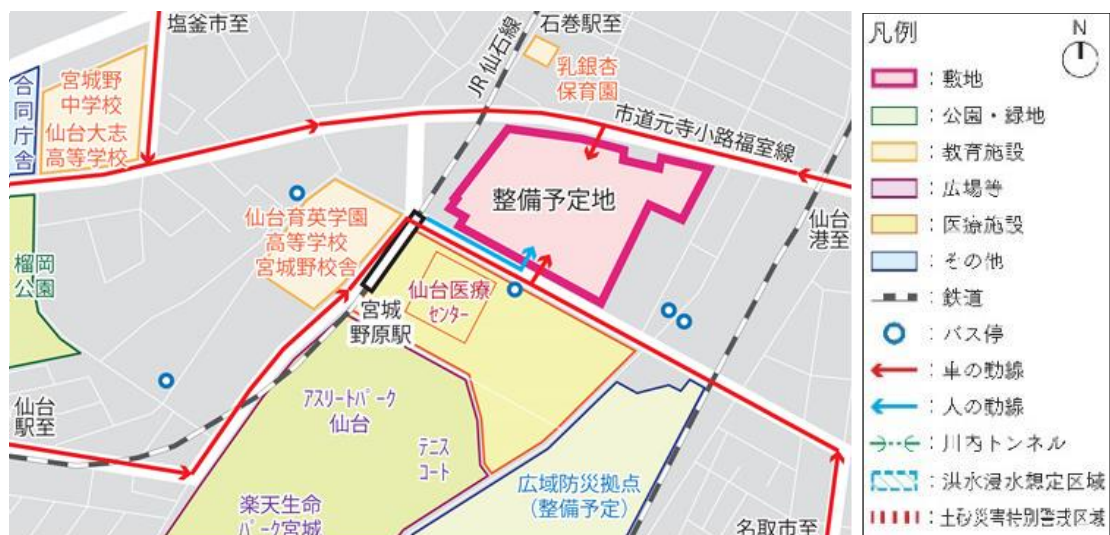 塩釜市至
石巻駅至
JR 仙石線
乳銀杏
保育園
合
同
庁
舎
宮城野
中学校
仙台大志
高等学校
市道元寺小路福室線
整備予定地
仙台
港至
仙台育英学園
高等学校
宮城野校舎
榴岡
公園
仙台医療
センター
宮城
野原駅
仙台
駅至
アスリートパーク
仙台
テニス
コート
楽天生命
パーク宮城
広域防災拠点
(整備予定)
名取市至
凡例
N
：敷地
：公園・緑地
：教育施設
：広場等
：医療施設
：その他
：鉄道
：バス停
：車の動線
：人の動線
：川内トンネル
：洪水浸水想定区域
：土砂災害特別警戒区域